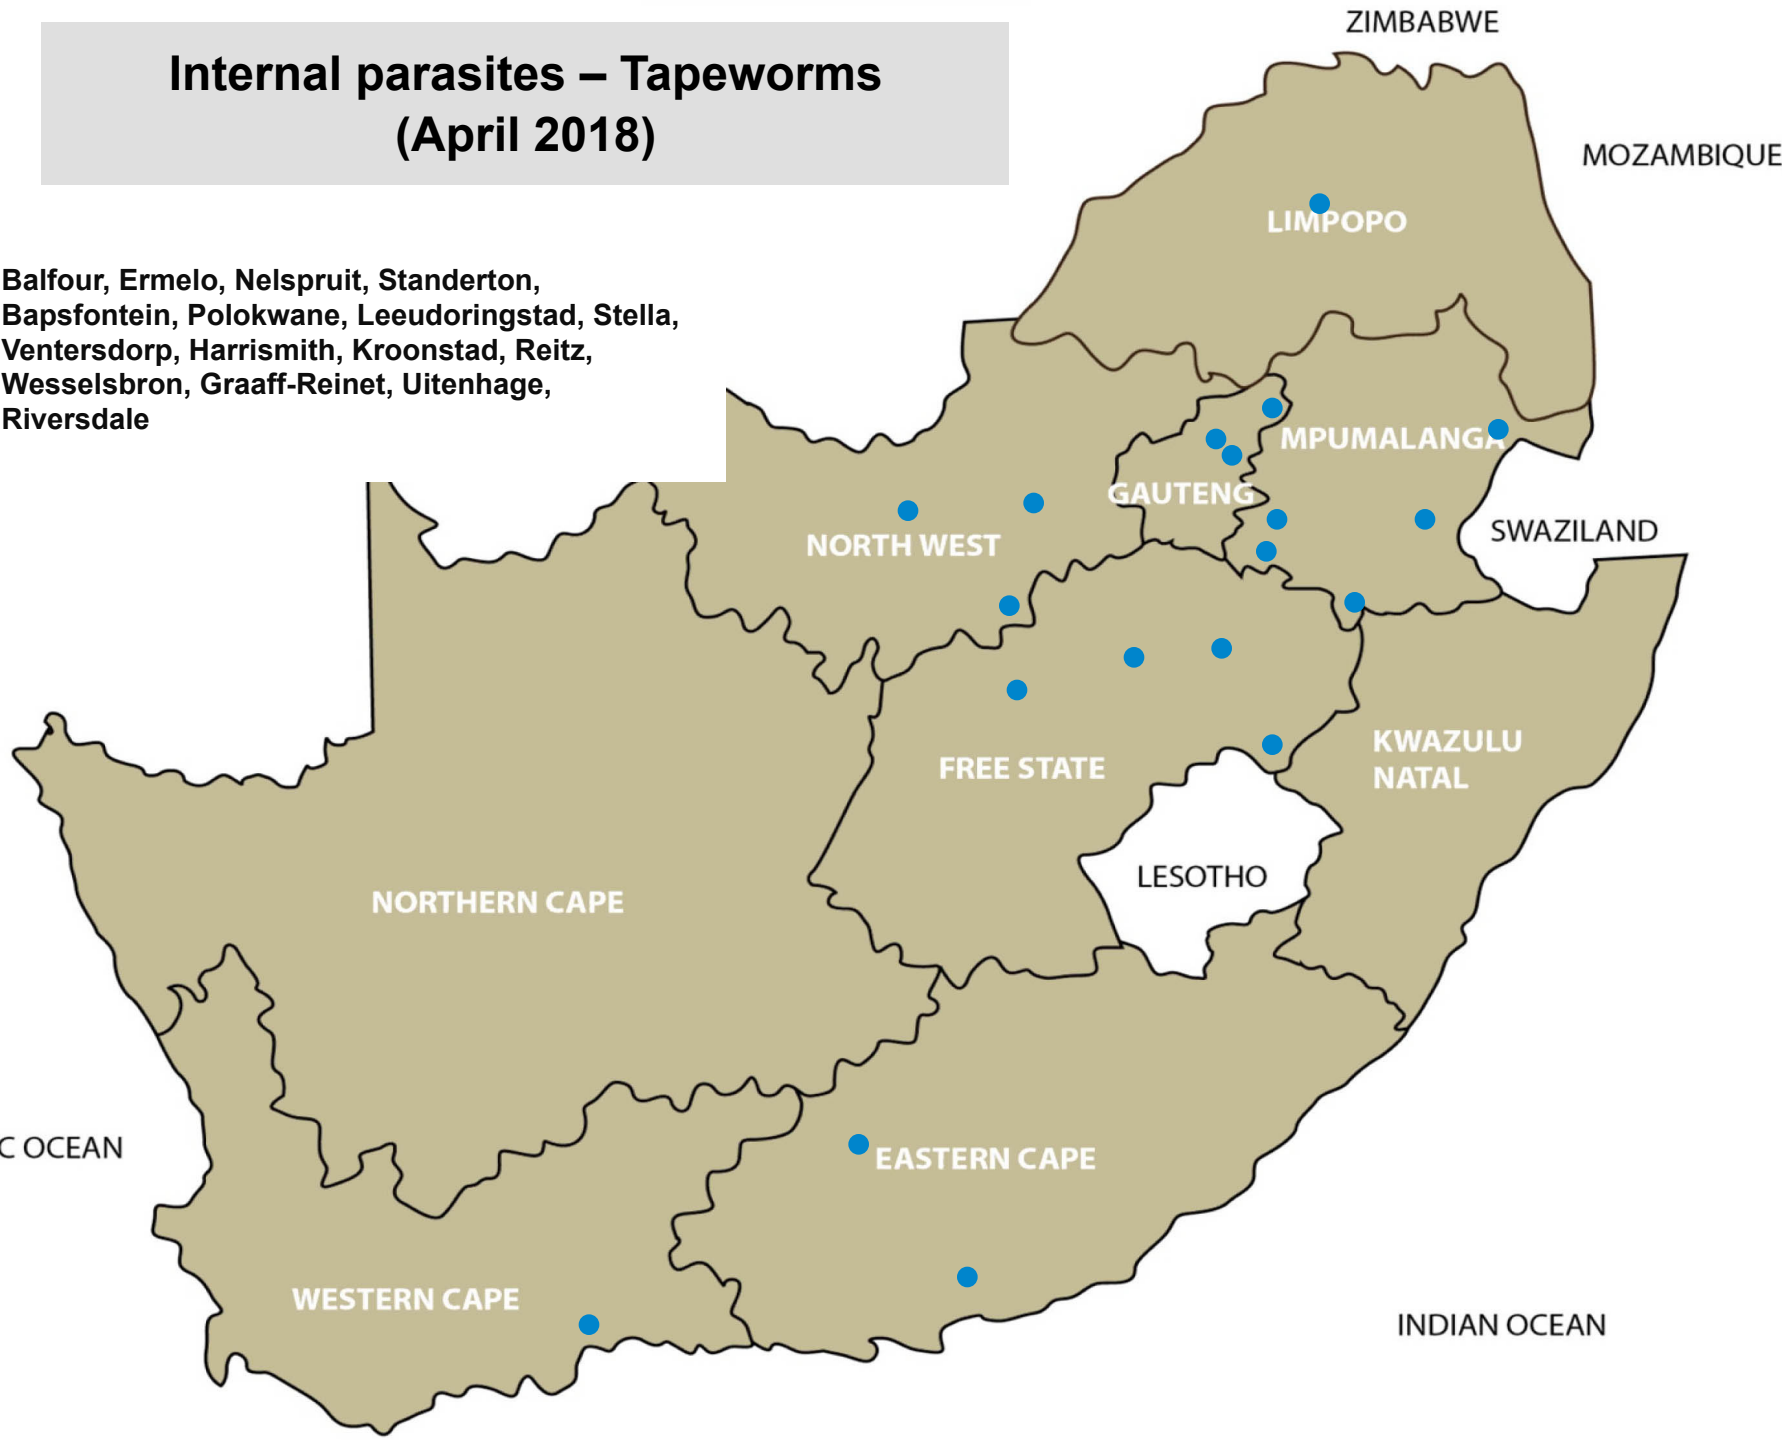 Internal parasites – Tapeworms
(April 2018)
Balfour, Ermelo, Nelspruit, Standerton,
Bapsfontein, Polokwane, Leeudoringstad, Stella,
Ventersdorp, Harrismith, Kroonstad, Reitz,
Wesselsbron, Graaff-Reinet, Uitenhage,
Riversdale
ZIMBABWE
MOZAMBIQUE
LIMPOPO
MPUMALANGA
GAUTENG
SWAZILAND
NORTH WEST
KWAZULU
NATAL
FREE STATE
LESOTHO
NORTHERN CAPE
C OCEAN
EASTERN CAPE
WESTERN CAPE
INDIAN OCEAN